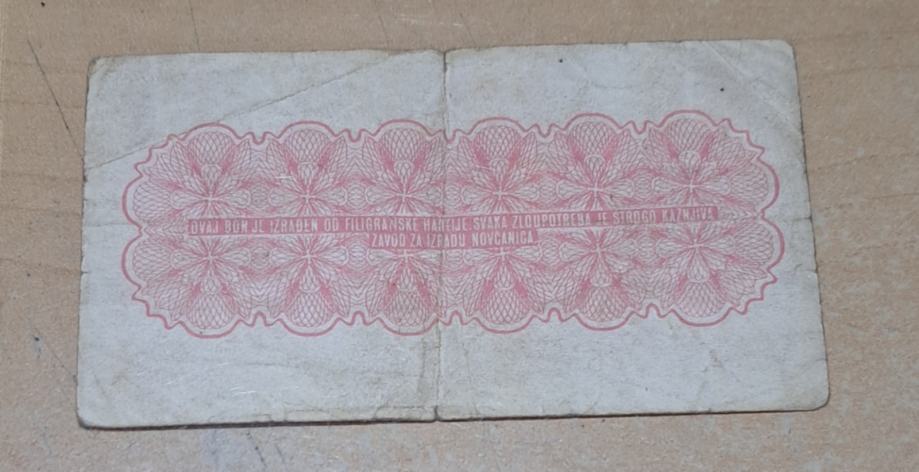 OVAJ BON JE IZRAĐEN OD FILIGRANSKE HARTIJE. SVAKA ZLOUPOTREBA JE STROGO KAŽNJIVA
ZAVOD ZA IZRADU NOVČANICA